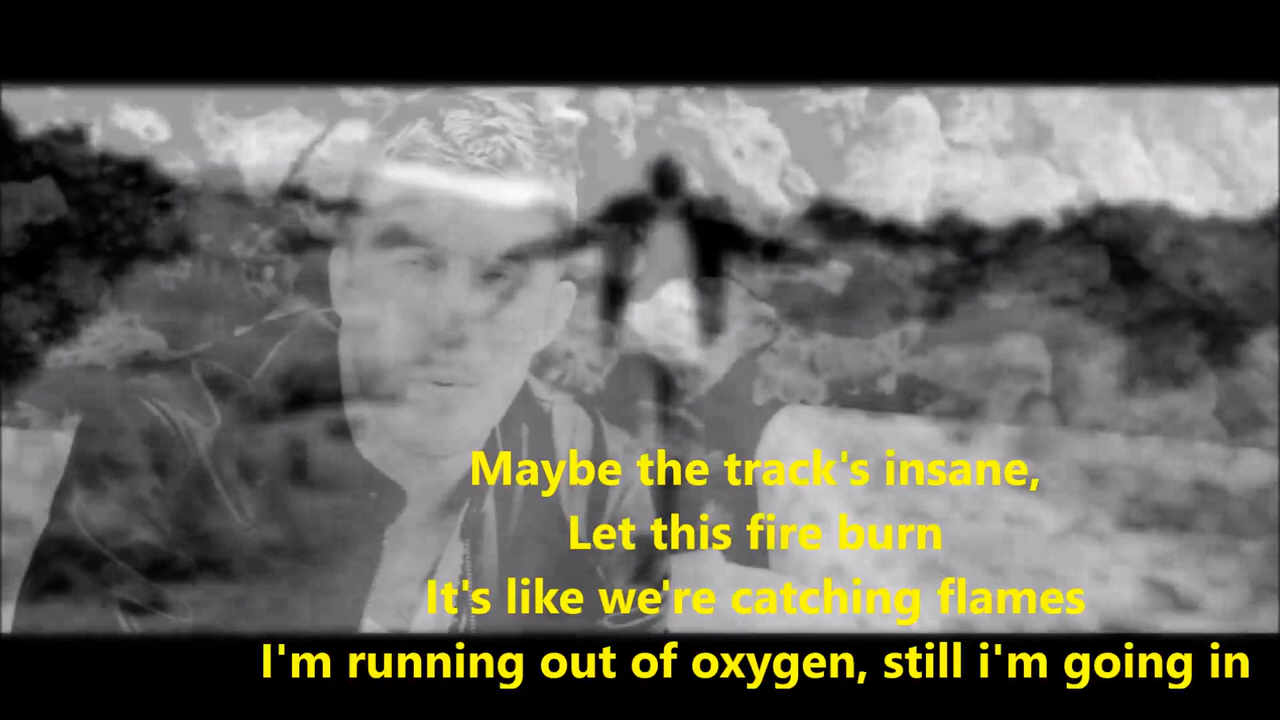 Maybe the track's insane,
Let this fire burn
It's like we're catching flames
I'm running out of oxygen, still i'm going in